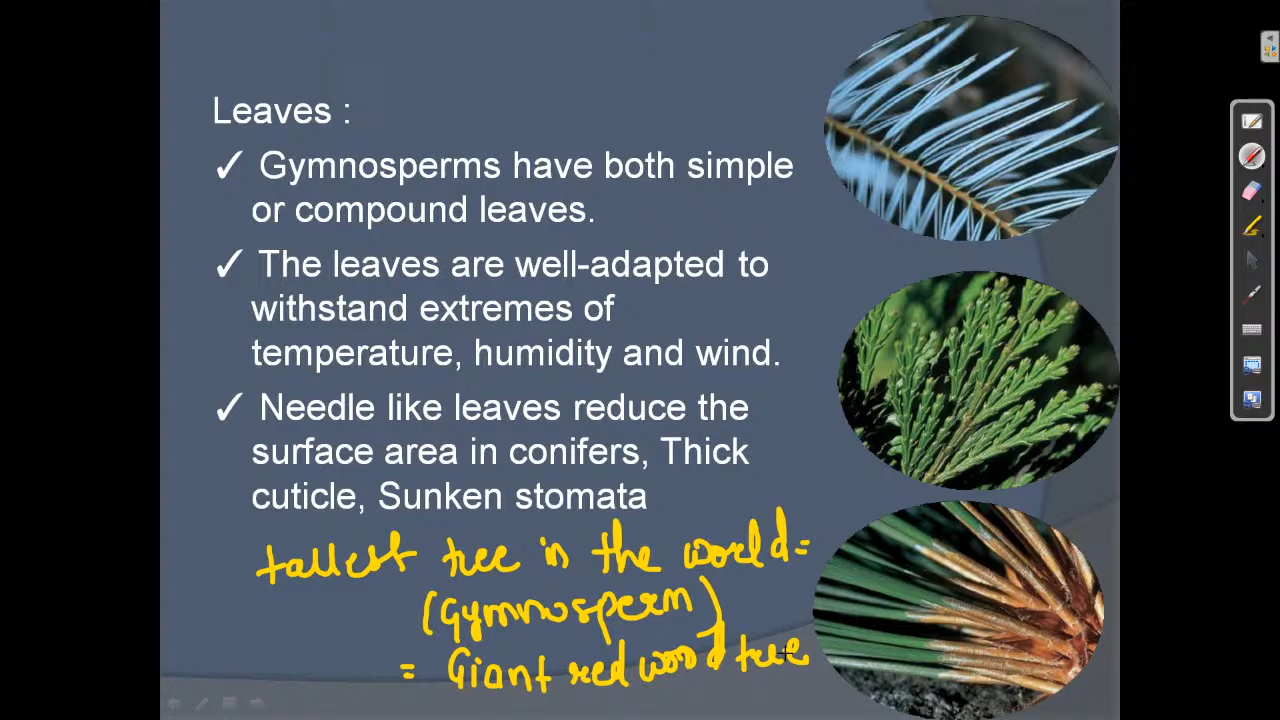 Leaves :
✓ Gymnosperms have both simple
or compound leaves.
✓ The leaves are well-adapted to
withstand extremes of
temperature, humidity and wind.
✓ Needle like leaves reduce the
surface area in conifers, Thick
cuticle, Sunken stomata
tallest tree in the world =
(Gymnosperm)
= Giant red wood tree